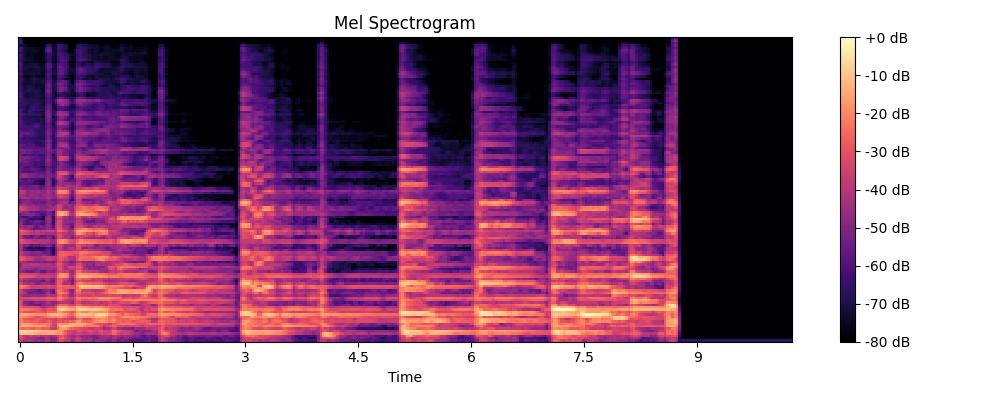 Mel Spectrogram
+0 dB
-10 dB
-20 dB
-30 dB
-40 dB
-50 dB
-60 dB
-70 dB
-80 dB
0 1.5 3 4.5 6 7.5 9
Time